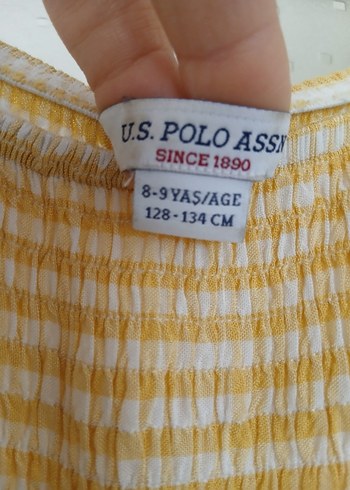 U.S. POLO ASSN
SINCE 1890
8-9 YAŞ/AGE
128-134 CM